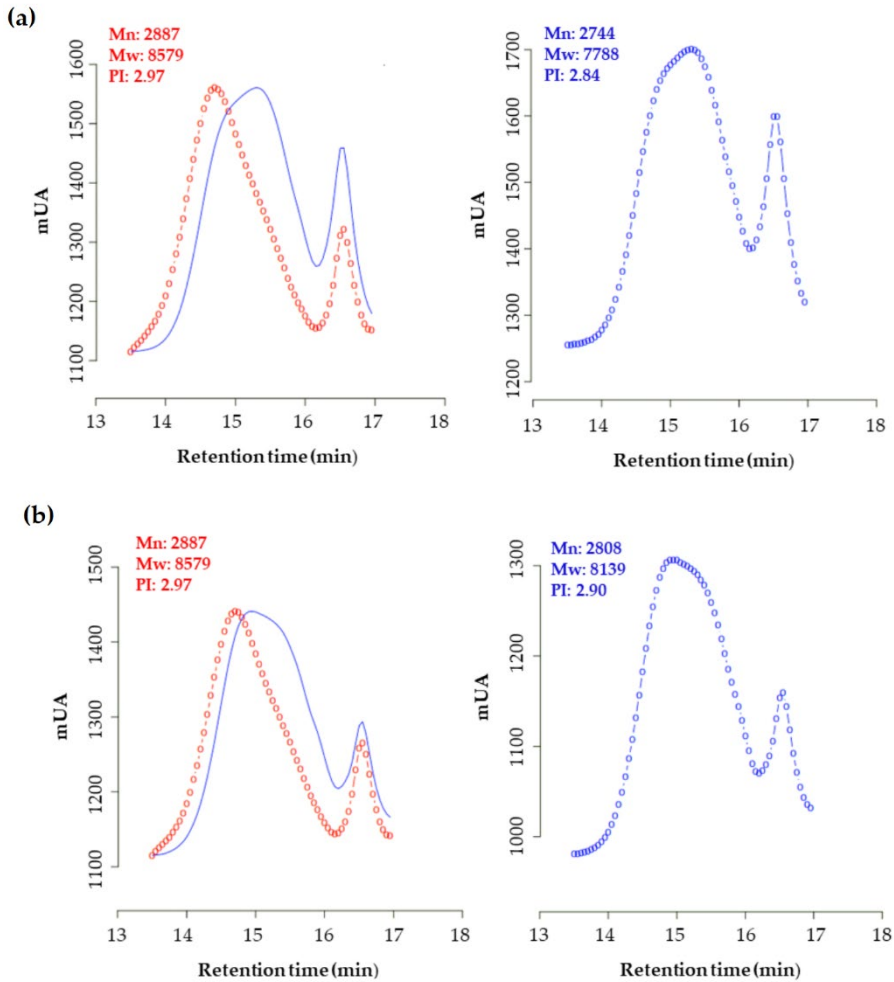 (a)
Mn: 2887
Mw: 8579
PI: 2.97
mUA
1600
1500
1400
1300
1200
1100
13 14 15 16 17 18
Retention time (min)
Mn: 2744
Mw: 7788
PI: 2.84
mUA
1700
1600
1500
1400
1300
1200
13 14 15 16 17 18
Retention time (min)
(b)
Mn: 2887
Mw: 8579
PI: 2.97
mUA
1500
1400
1300
1200
1100
13 14 15 16 17 18
Retention time (min)
Mn: 2808
Mw: 8139
PI: 2.90
mUA
1300
1200
1100
1000
13 14 15 16 17 18
Retention time (min)